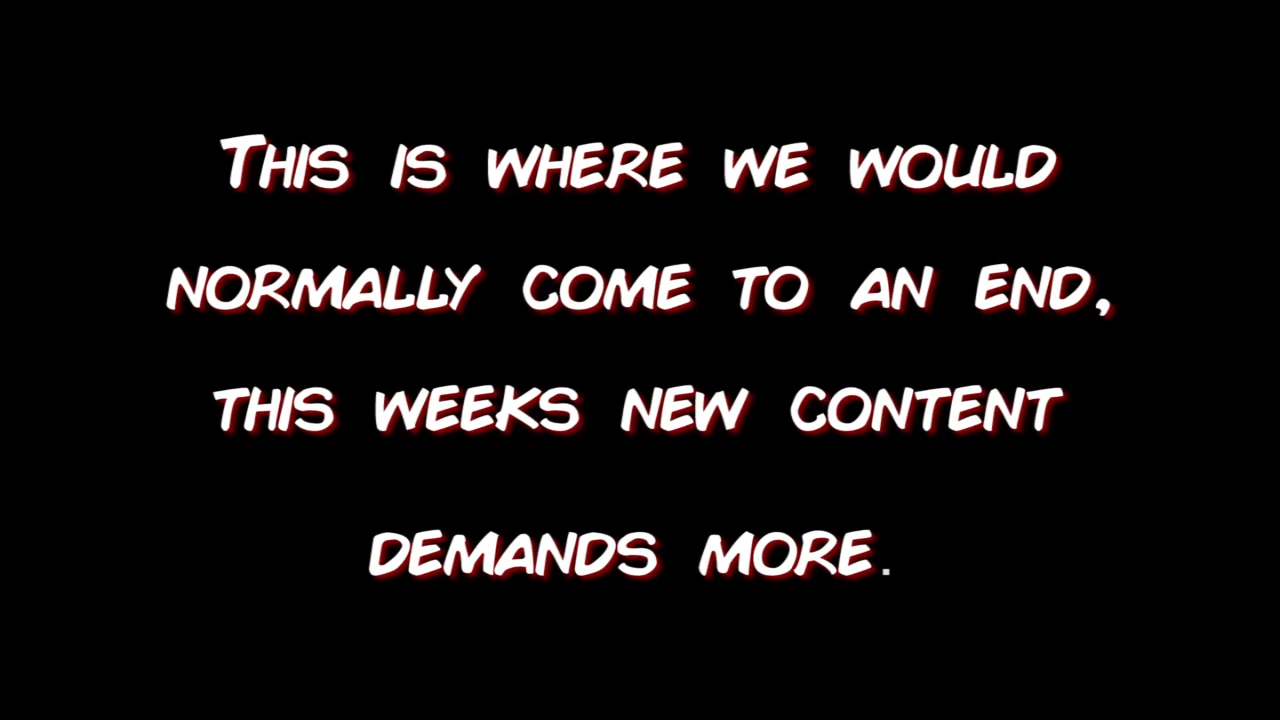 This is where we would
normally come to an end,
this weeks new content
demands more.